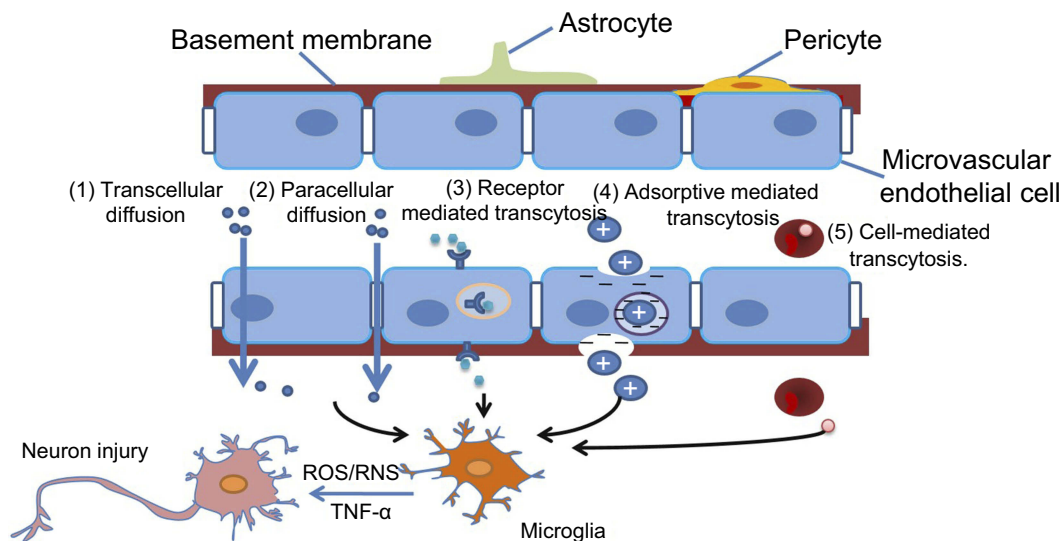 Astrocyte
Basement membrane
Pericyte
Microvascular
endothelial cell
(1) Transcellular
diffusion
(2) Paracellular
diffusion
(3) Receptor
mediated transcytosis
(4) Adsorptive mediated
transcytosis
(5) Cell-mediated
transcytosis.
+
+
+
+
+
Neuron injury
ROS/RNS
TNF-α
Microglia